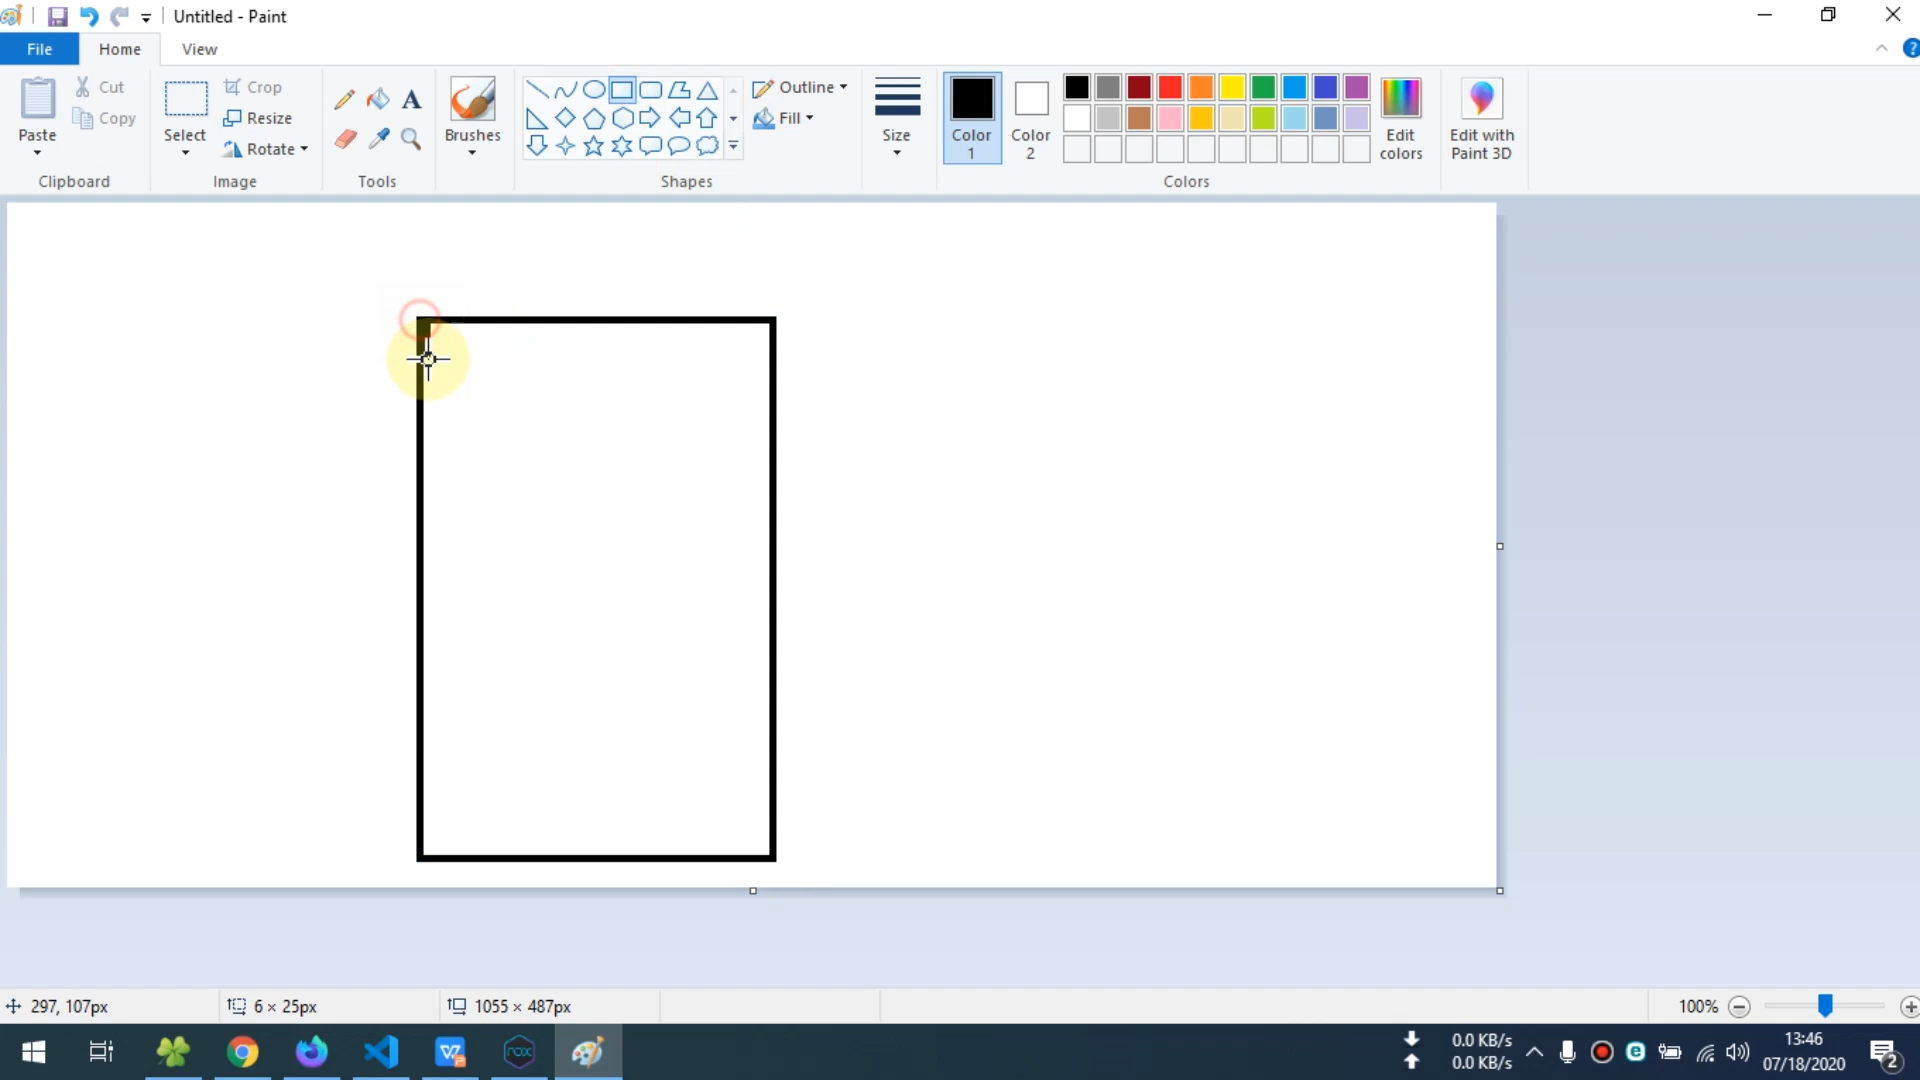 Untitled - Paint
File
Home
View
Paste
Cut
Copy
Clipboard
Select
Crop
Resize
Rotate
Image
A
Tools
Brushes
Shapes
Outline
Fill
Size
Color
1
Color
2
Edit
colors
Colors
Edit with
Paint 3D
?
297, 107px
6 × 25px
1055 × 487px
100%
nox
0.0 KB/s
0.0 KB/s
13:46
07/18/2020
2